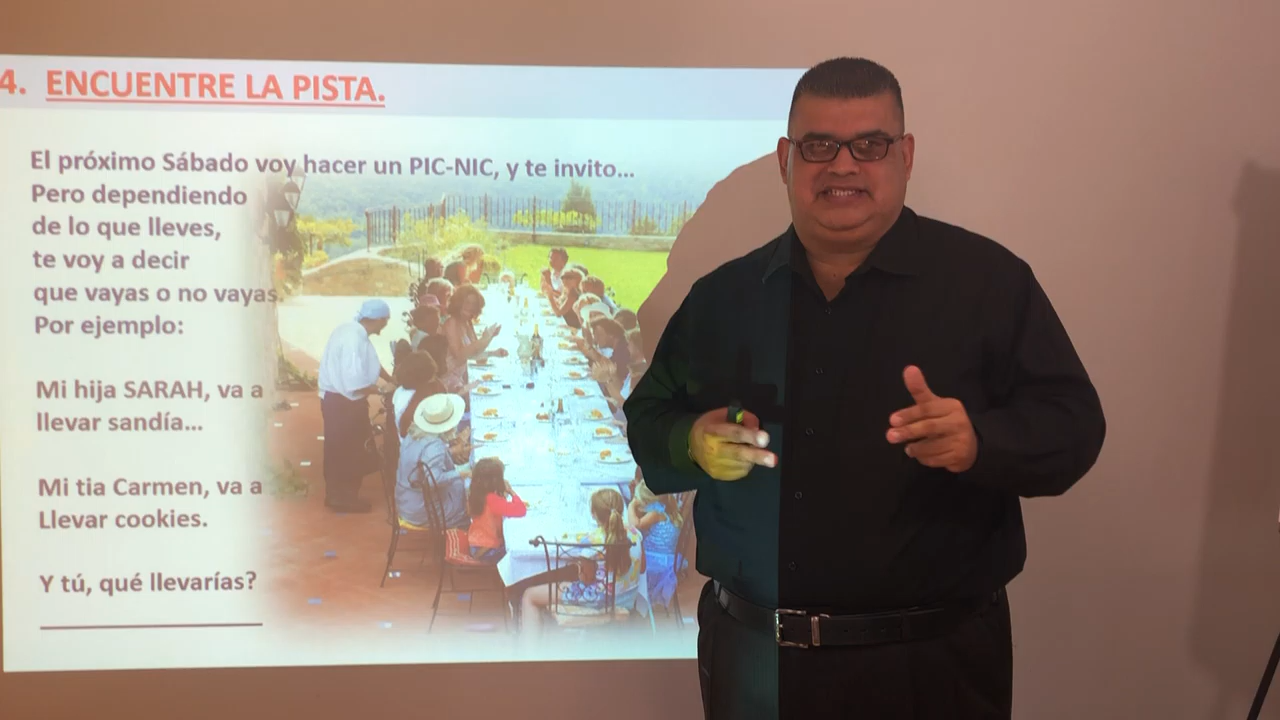 4. ENCUENTRE LA PISTA.
El próximo Sábado voy hacer un PIC-NIC, y te invito...
Pero dependiendo
de lo que lleves,
te voy a decir
que vayas o no vayas.
Por ejemplo:
Mi hija SARAH, va a
llevar sandía...
Mi tia Carmen, va a
Llevar cookies.
Y tú, qué llevarías?